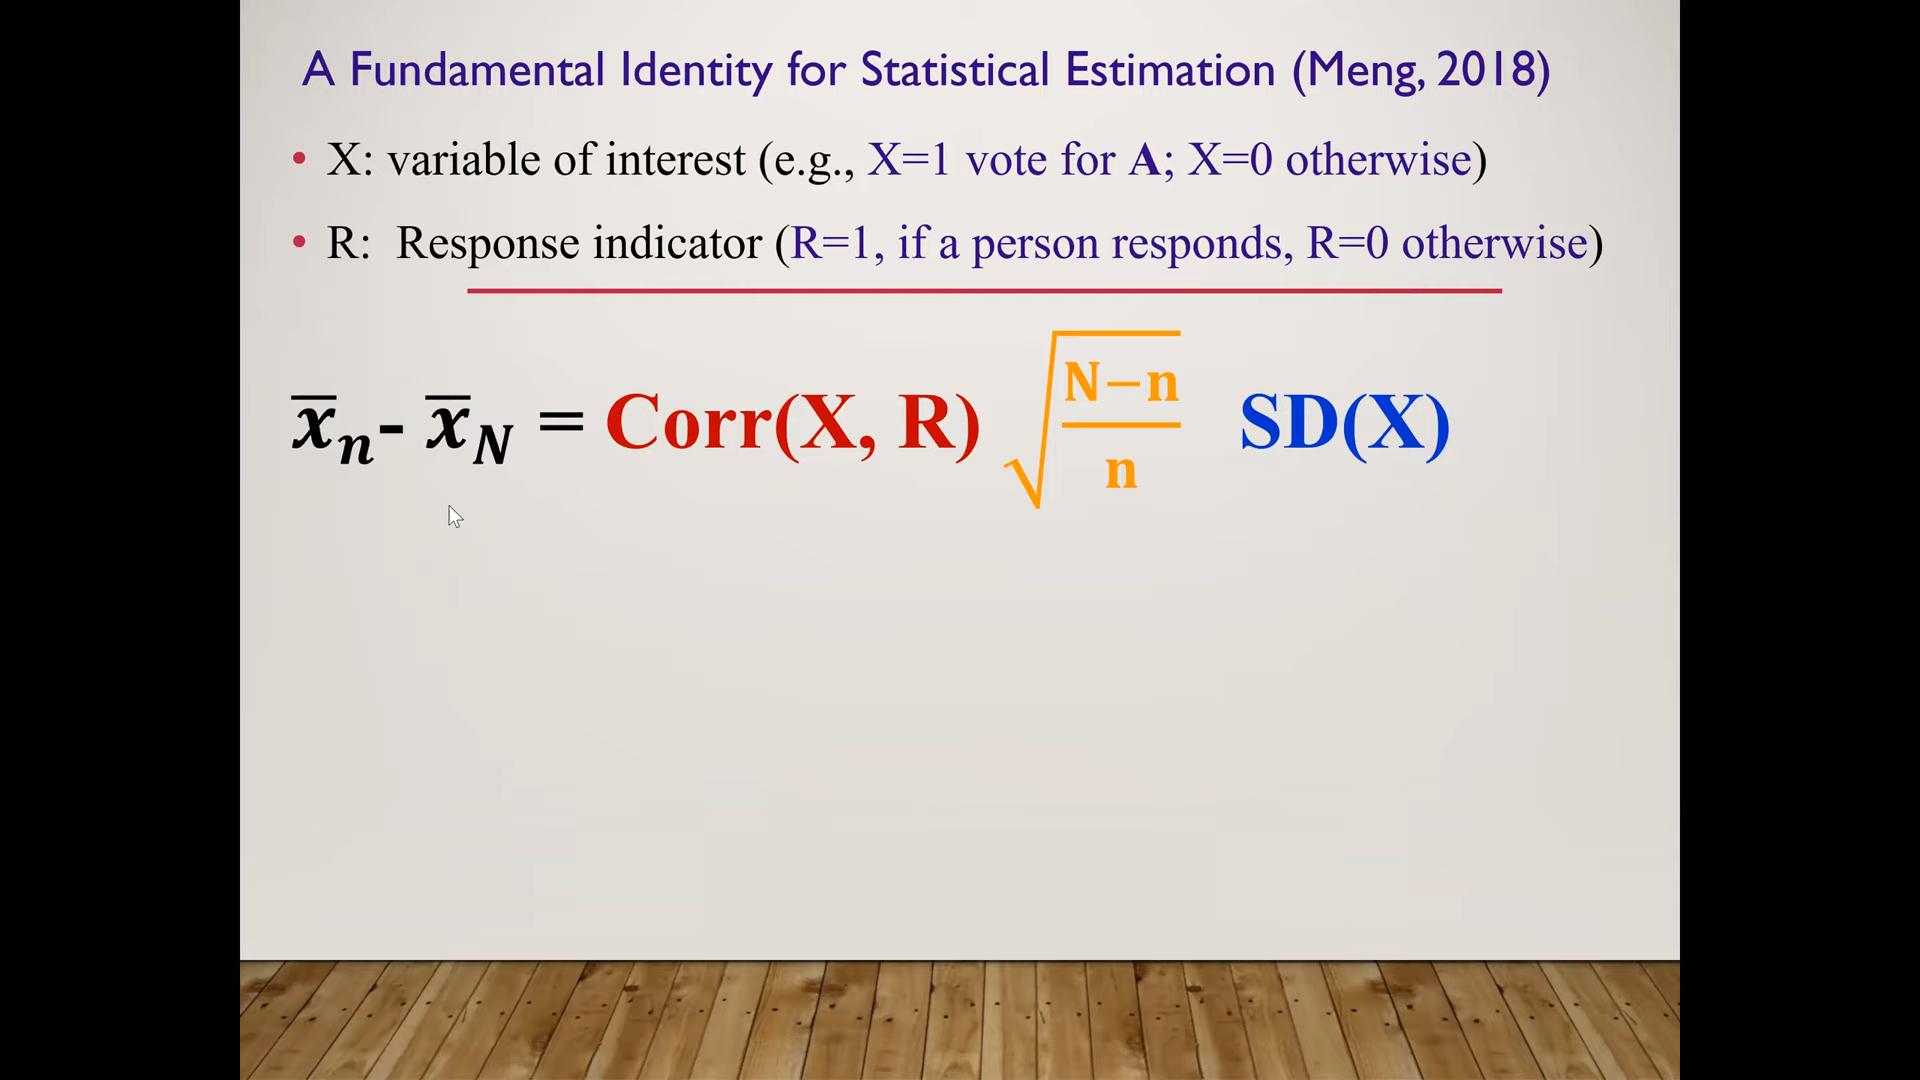 A Fundamental Identity for Statistical Estimation (Meng, 2018)
• X: variable of interest (e.g., X=1 vote for A; X=0 otherwise)
• R: Response indicator (R=1, if a person responds, R=0 otherwise)
x̅ₙ - x̅_N = Corr(X, R) √((N−n)/n) SD(X)